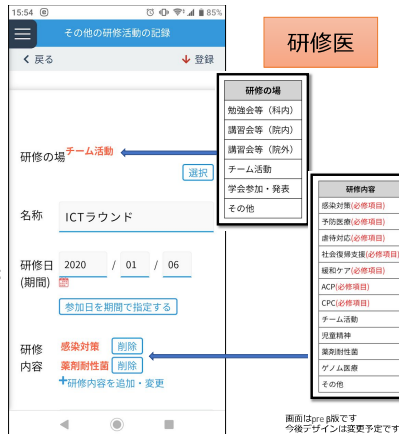 15:54
85%
その他の研修活動の記録
研修医
戻る
登録
研修の場
勉強会等（科内）
講習会等（院内）
講習会等（院外）
チーム活動
学会参加・発表
その他
研修の場
チーム活動
選択
名称
ICTラウンド
研修日
(期間)
2020 / 01 / 06
参加日を期間で指定する
研修内容
感染対策(必修項目)
予防医療(必修項目)
虐待対応(必修項目)
社会復帰支援(必修項目)
緩和ケア(必修項目)
ACP(必修項目)
CPC(必修項目)
チーム活動
児童精神
薬剤耐性菌
ゲノム医療
その他
研修
内容
感染対策 削除
薬剤耐性菌 削除
+研修内容を追加・変更
画面はpre β版です
今後デザインは変更予定です